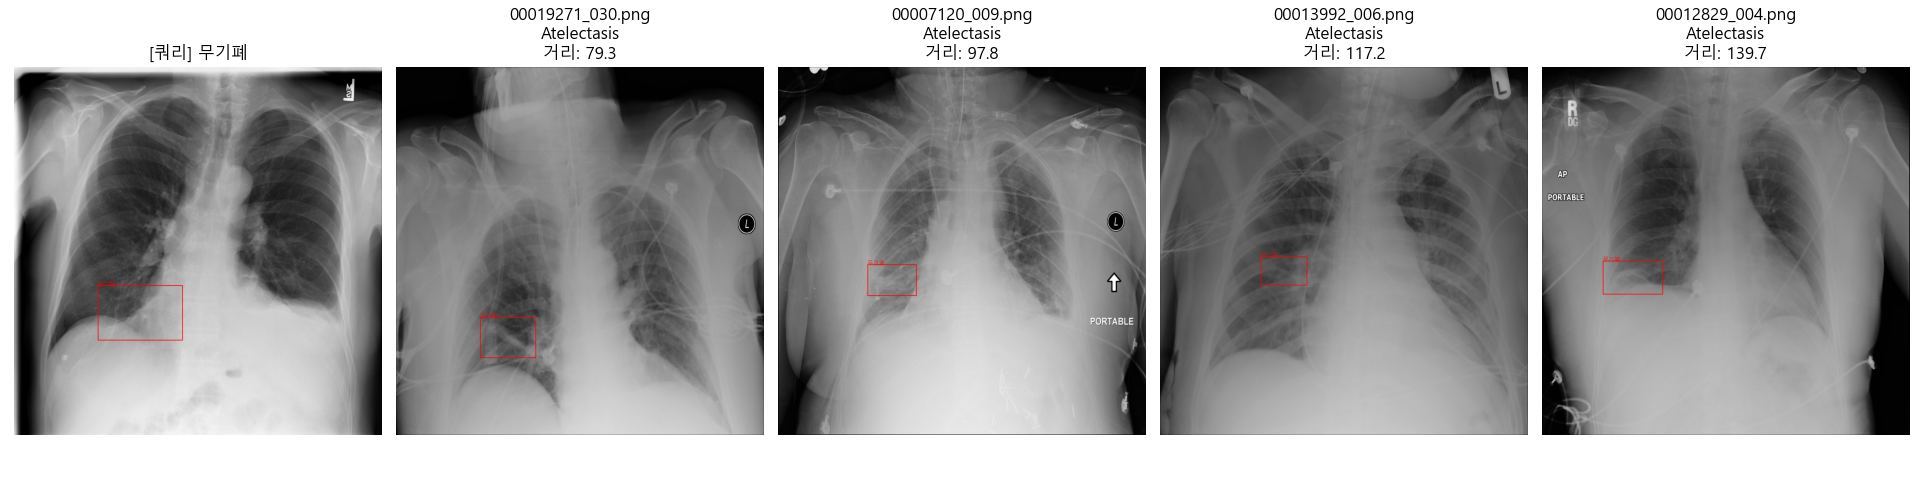 [쿼리] 무기폐
00019271_030.png
Atelectasis
거리: 79.3
00007120_009.png
Atelectasis
거리: 97.8
00013992_006.png
Atelectasis
거리: 117.2
00012829_004.png
Atelectasis
거리: 139.7
L
L
PORTABLE
L
R
DC
AP
PORTABLE